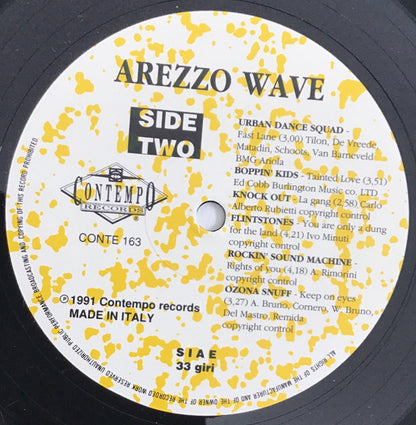 AREZZO WAVE
SIDE
TWO
CONTEMPO
RECORDS
CONTE 163
℗ 1991 Contempo records
MADE IN ITALY
URBAN DANCE SQUAD -
Fast Lane (3,00) Tilon, De Vreede,
Matadin, Schoots, Van Barneveld
BMG Ariola
BOPPIN' KIDS - Tainted Love (3,51)
Ed Cobb Burlington Music co. LTD
KNOCK OUT - La gang (2,58) Carlo
Alberto Rubieti copyright control
FLINTSTONES - You are only a dung
for the land (4,21) Ivo Minuti
copyright control
ROCKIN' SOUND MACHINE -
Rights of you (4,18) A. Rimorini
copyright control
OZONA SNUFF - Keep on eyes
(3,27) A. Bruno, Cornero, W. Bruno,
Del Mastro, Remida
copyright control
S I A E
33 giri
ALL RIGHTS OF THE MANUFACTURER AND OF THE OWNER OF THE RECORDED WORK RESERVED UNAUTHORIZED PUBLIC PERFORMANCE BROADCASTING AND COPYING OF THIS RECORD PROHIBITED